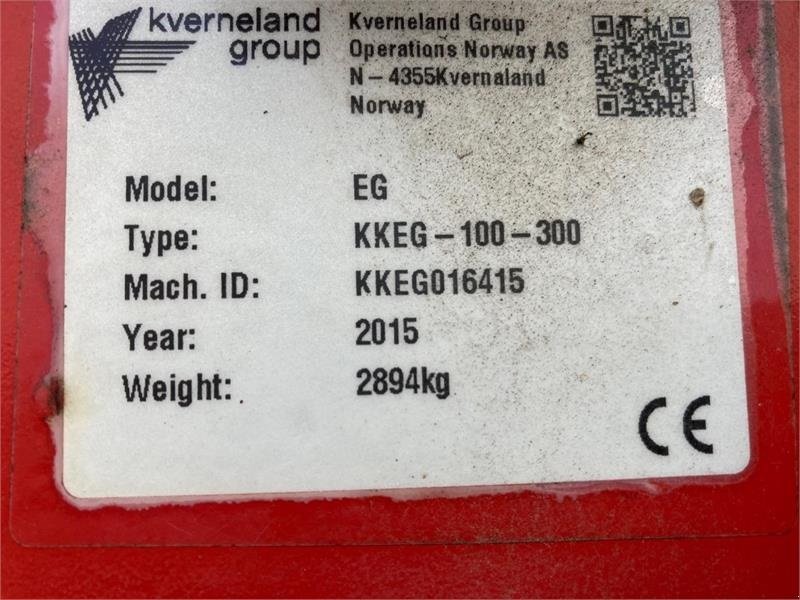 kverneland
group
Kverneland Group
Operations Norway AS
N – 4355Kvernaland
Norway
Model: EG
Type: KKEG – 100 – 300
Mach. ID: KKEG016415
Year: 2015
Weight: 2894kg
CE